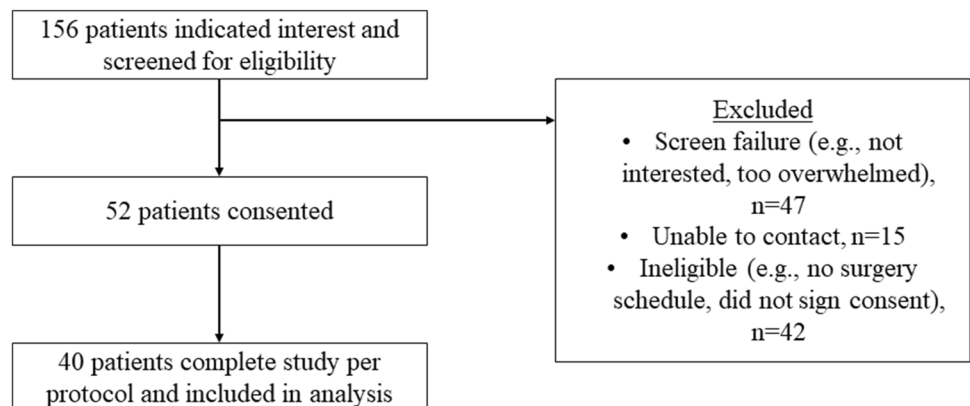 156 patients indicated interest and
screened for eligibility
Excluded
• Screen failure (e.g., not
interested, too overwhelmed),
n=47
• Unable to contact, n=15
• Ineligible (e.g., no surgery
schedule, did not sign consent),
n=42
52 patients consented
40 patients complete study per
protocol and included in analysis